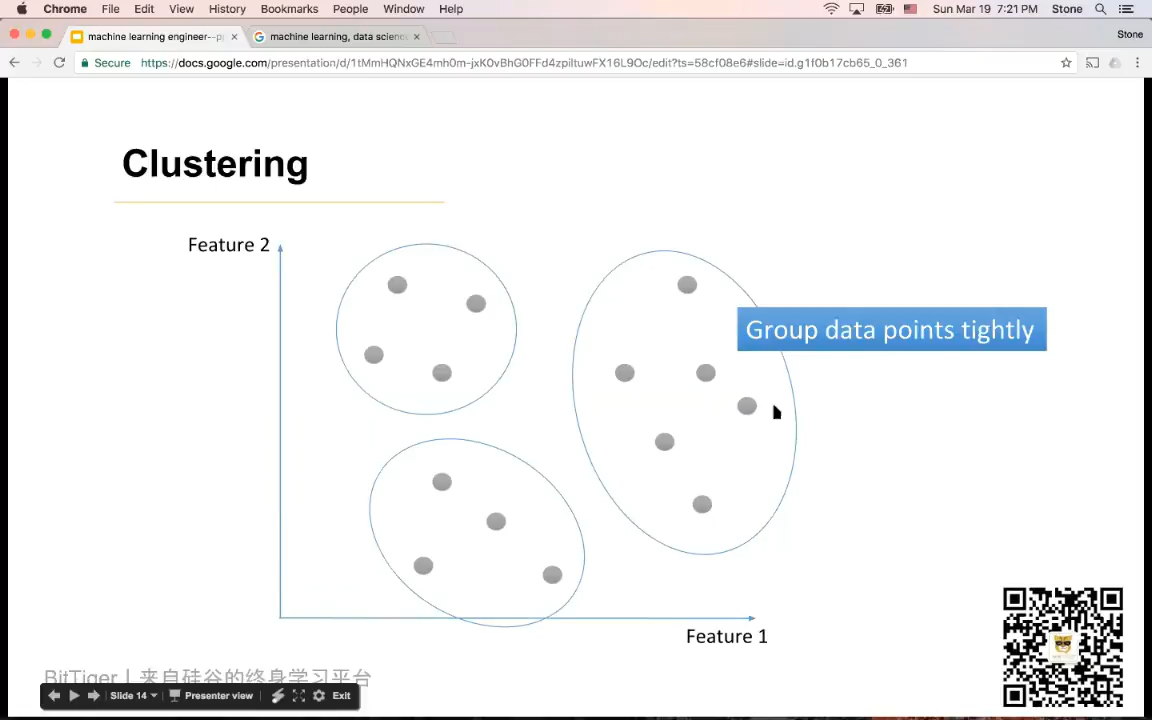 Chrome File Edit View History Bookmarks People Window Help Sun Mar 19 7:21 PM Stone
machine learning engineer--p machine learning, data scienc Stone
Secure https://docs.google.com/presentation/d/1tMmHQNxGE4mh0m-jxK0vBhG0FFd4zpiltuwFX16L9Oc/edit?ts=58cf08e6#slide=id.g1f0b17cb65_0_361
Clustering
Feature 2
Group data points tightly
Feature 1
BitTiger | 来自硅谷的终身学习平台
Slide 14 Presenter view Exit